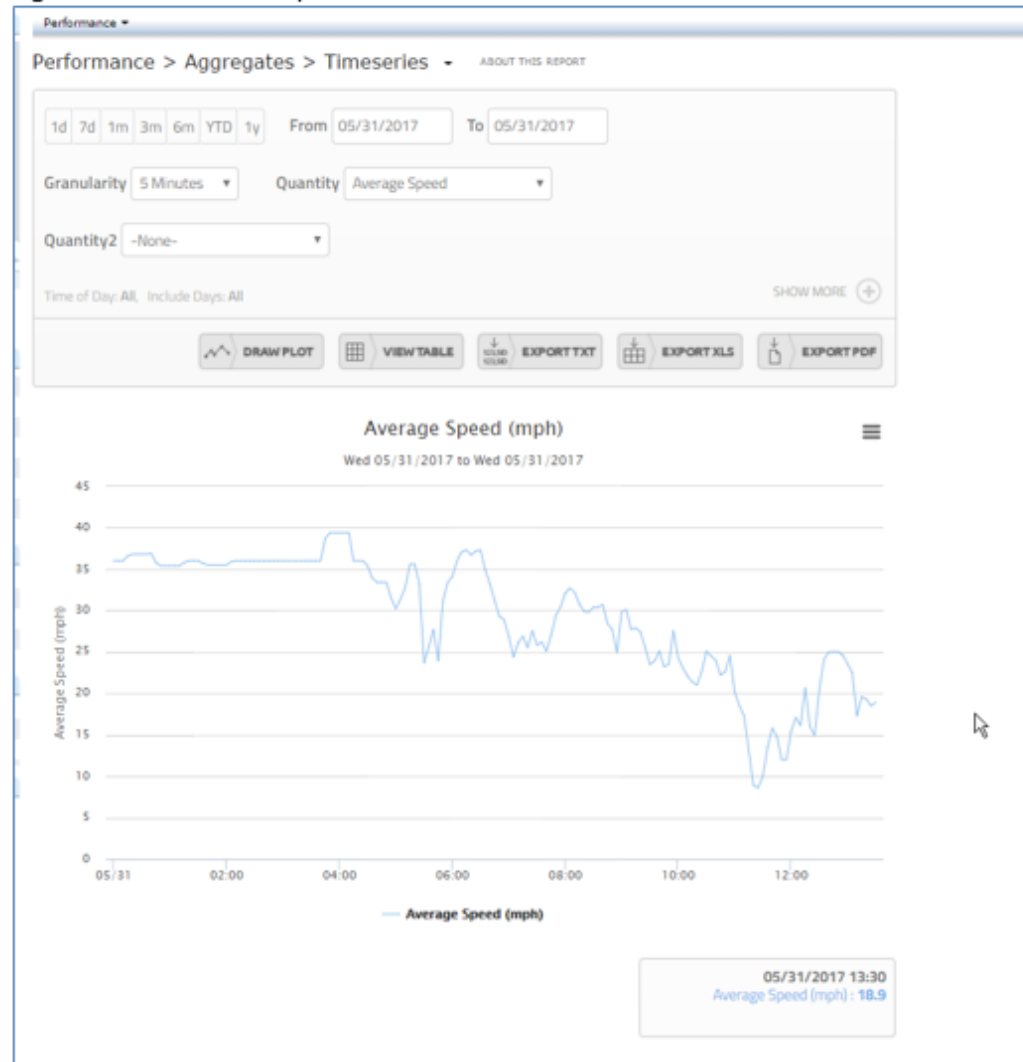 Performance
Performance > Aggregates > Timeseries - ABOUT THIS REPORT
1d 7d 1m 3m 6m YTD 1y From 05/31/2017 To 05/31/2017
Granularity 5 Minutes Quantity Average Speed
Quantity2 -None-
Time of Day: All, Include Days: All SHOW MORE
DRAW PLOT VIEW TABLE EXPORT TXT EXPORT XLS EXPORT PDF
Average Speed (mph)
Wed 05/31/2017 to Wed 05/31/2017
45
40
35
30
25
20
15
10
5
0
Average Speed (mph)
05/31 02:00 04:00 06:00 08:00 10:00 12:00
Average Speed (mph)
05/31/2017 13:30
Average Speed (mph) : 18.9